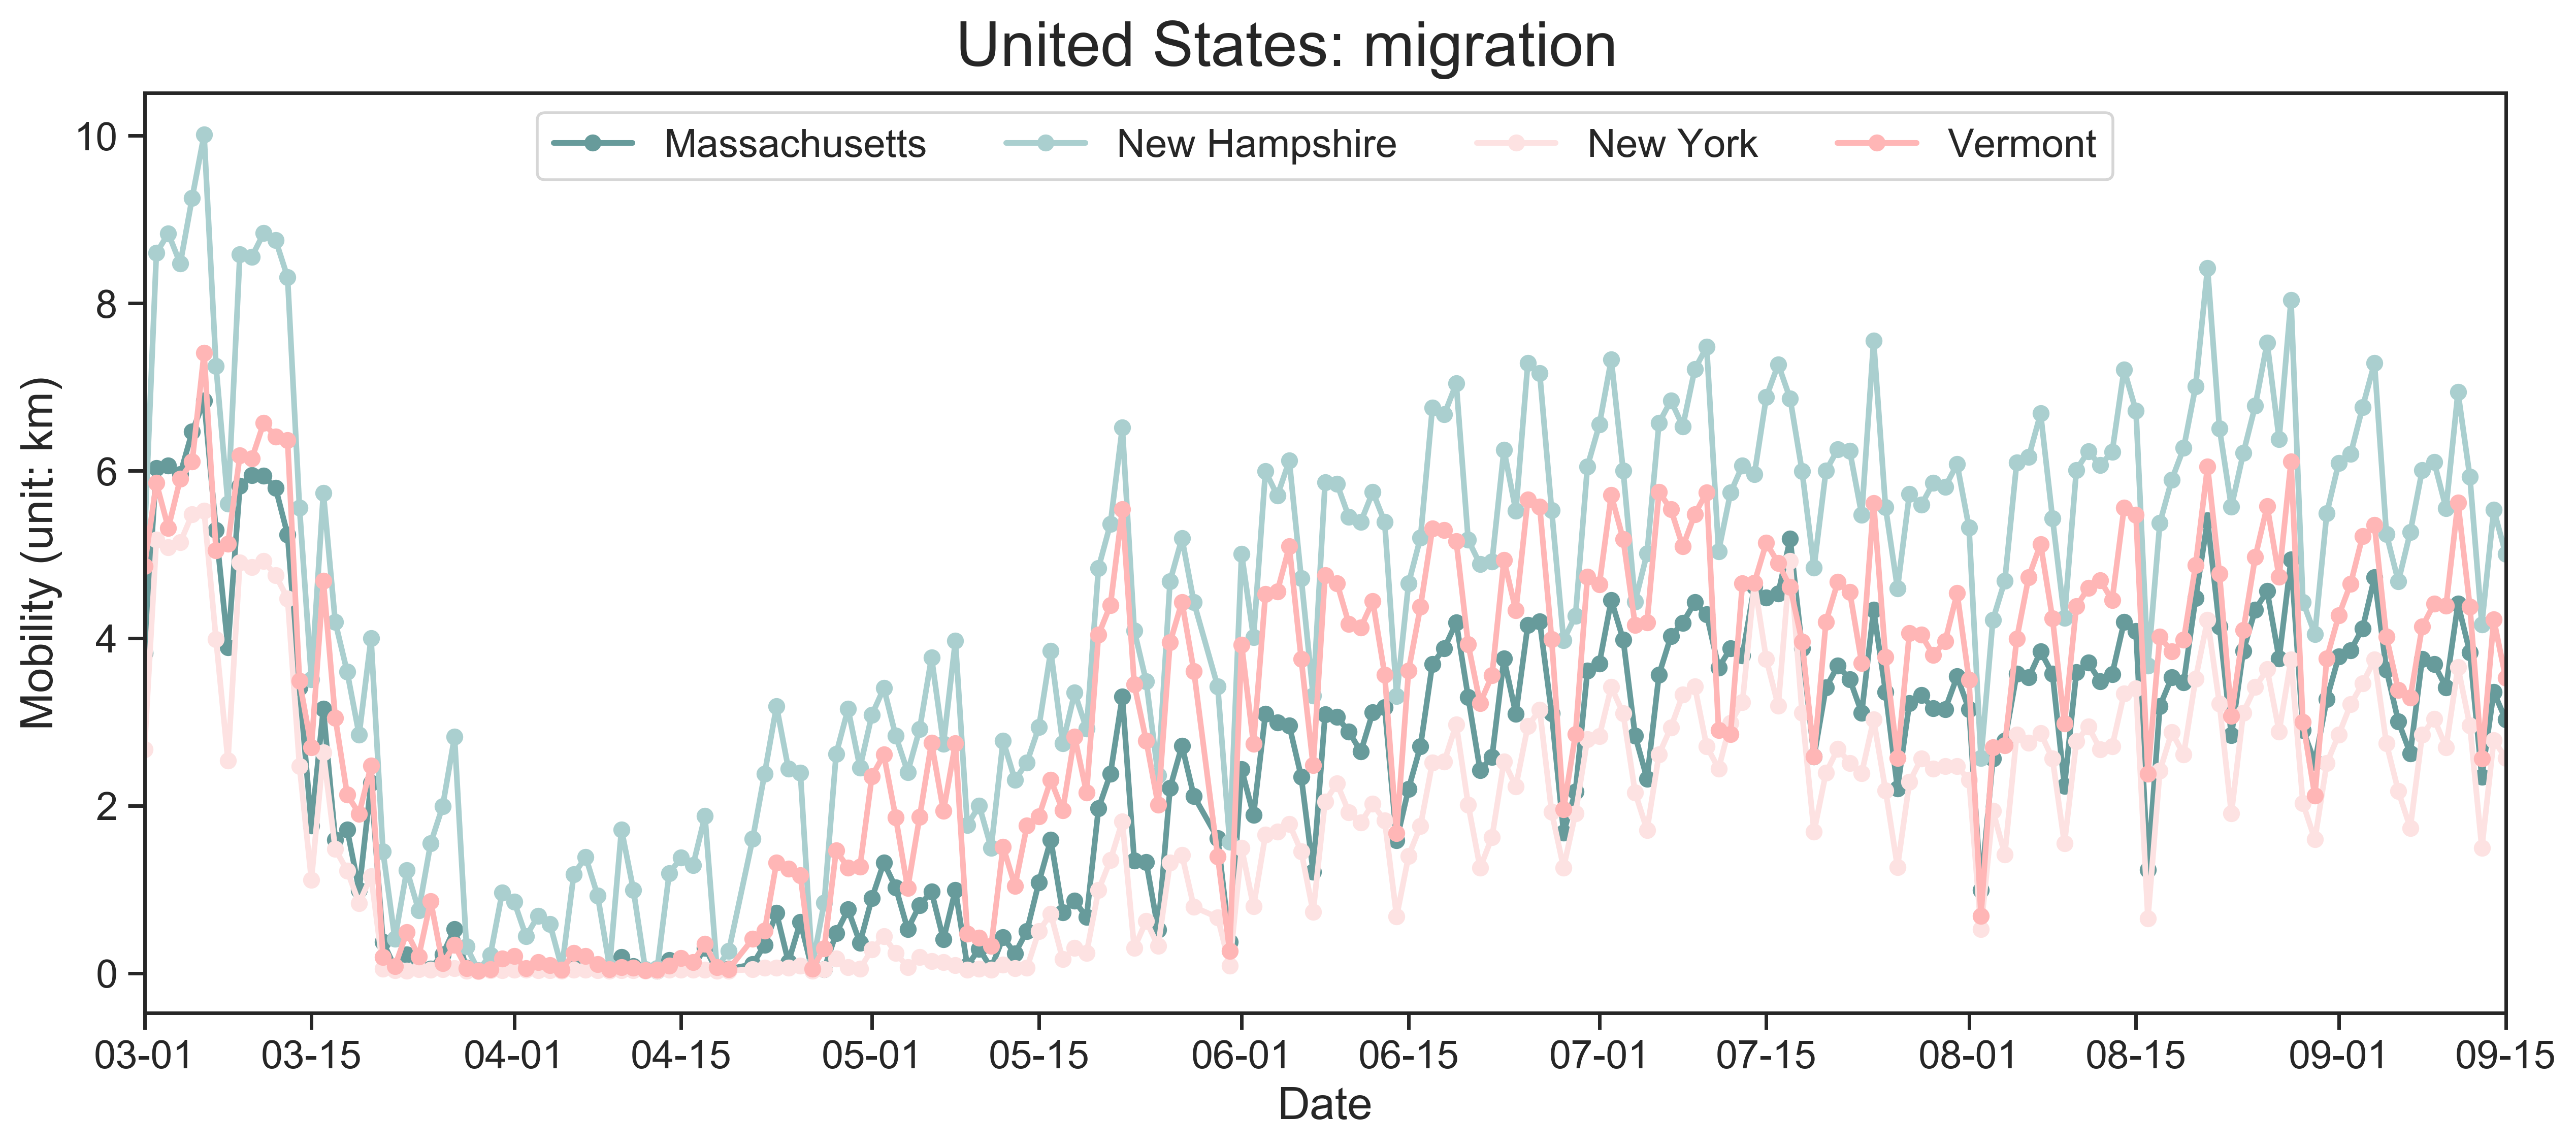 United States: migration
Massachusetts New Hampshire New York Vermont
10
8
6
4
2
0
Mobility (unit: km)
03-01 03-15 04-01 04-15 05-01 05-15 06-01 06-15 07-01 07-15 08-01 08-15 09-01 09-15
Date